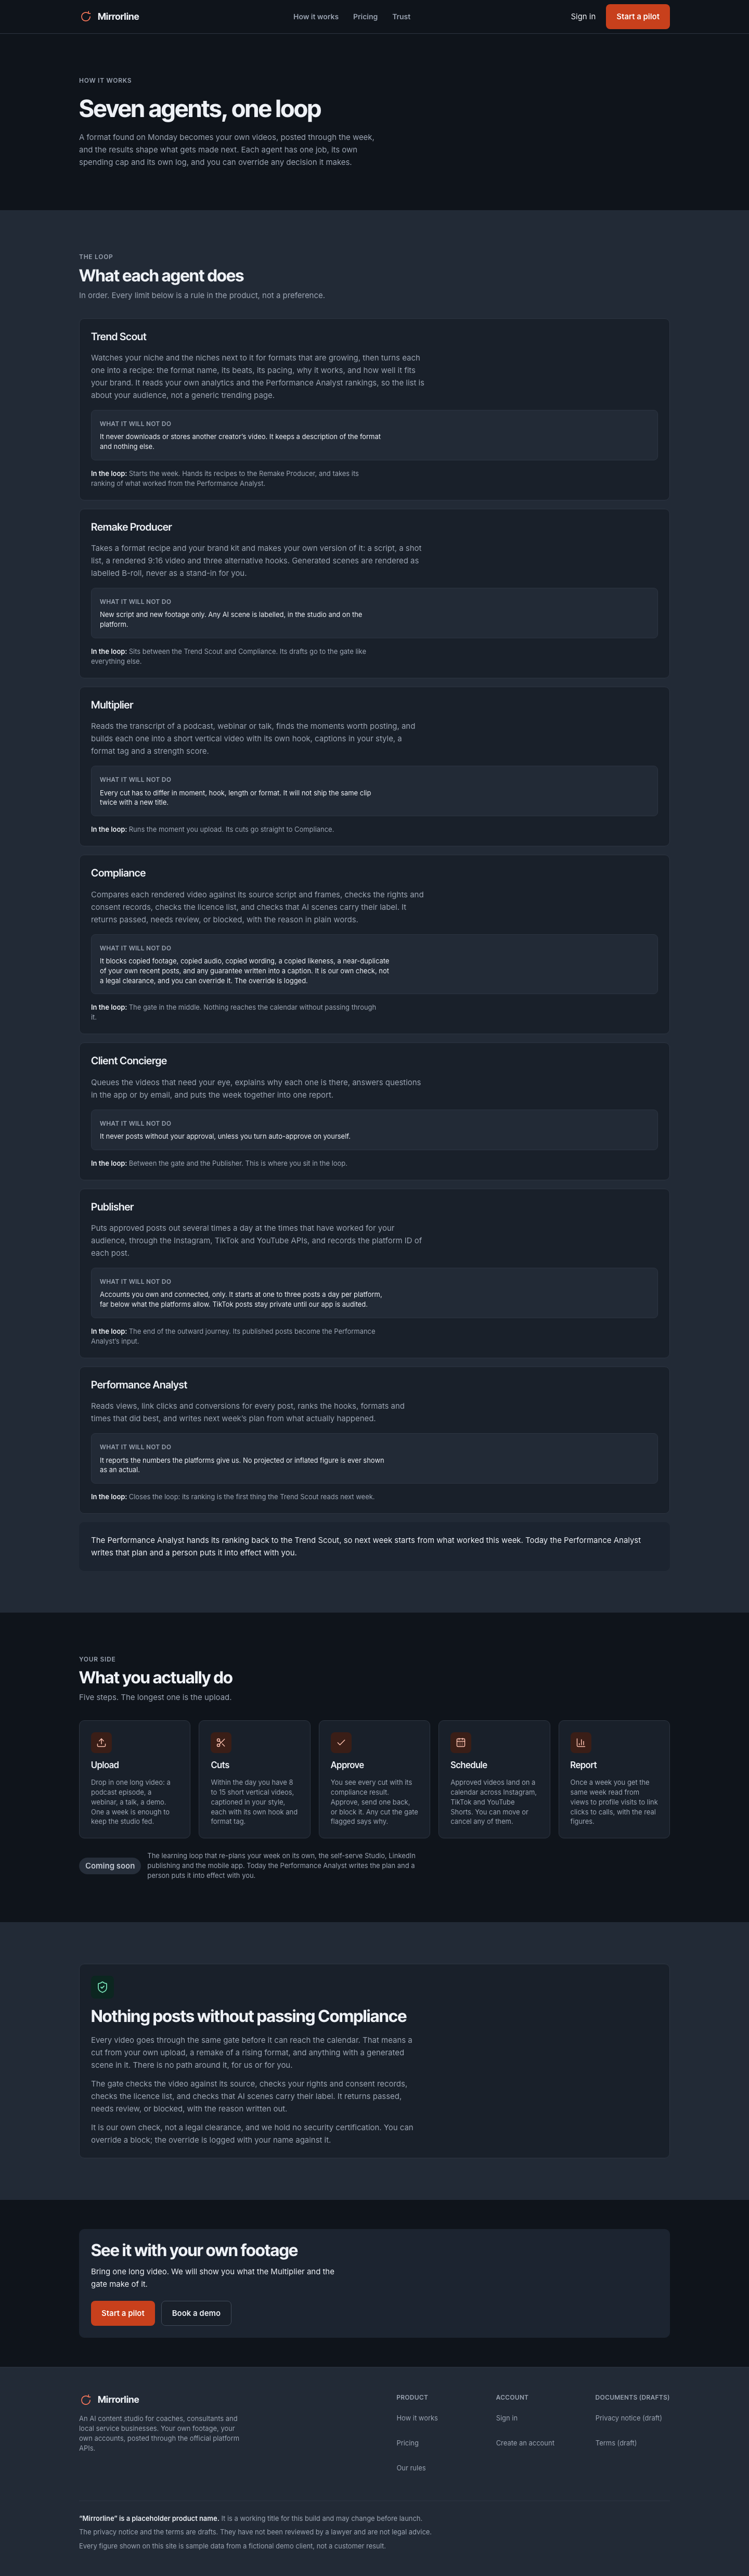 Mirrorline
How it works
Pricing
Trust
Sign in
Start a pilot
HOW IT WORKS
Seven agents, one loop
A format found on Monday becomes your own videos, posted through the week,
and the results shape what gets made next. Each agent has one job, its own
spending cap and its own log, and you can override any decision it makes.
THE LOOP
What each agent does
In order. Every limit below is a rule in the product, not a preference.
Trend Scout
Watches your niche and the niches next to it for formats that are growing, then turns each
one into a recipe: the format name, its beats, its pacing, why it works, and how well it fits
your brand. It reads your own analytics and the Performance Analyst rankings, so the list is
about your audience, not a generic trending page.
WHAT IT WILL NOT DO
It never downloads or stores another creator's video. It keeps a description of the format
and nothing else.
In the loop: Starts the week. Hands its recipes to the Remake Producer, and takes its
ranking of what worked from the Performance Analyst.
Remake Producer
Takes a format recipe and your brand kit and makes your own version of it: a script, a shot
list, a rendered 9:16 video and three alternative hooks. Generated scenes are rendered as
labelled B-roll, never as a stand-in for you.
WHAT IT WILL NOT DO
New script and new footage only. Any AI scene is labelled, in the studio and on the
platform.
In the loop: Sits between the Trend Scout and Compliance. Its drafts go to the gate like
everything else.
Multiplier
Reads the transcript of a podcast, webinar or talk, finds the moments worth posting, and
builds each one into a short vertical video with its own hook, captions in your style, a
format tag and a strength score.
WHAT IT WILL NOT DO
Every cut has to differ in moment, hook, length or format. It will not ship the same clip
twice with a new title.
In the loop: Runs the moment you upload. Its cuts go straight to Compliance.
Compliance
Compares each rendered video against its source script and frames, checks the rights and
consent records, checks the licence list, and checks that AI scenes carry their label. It
returns passed, needs review, or blocked, with the reason in plain words.
WHAT IT WILL NOT DO
It blocks copied footage, copied audio, copied wording, a copied likeness, a near-duplicate
of your own recent posts, and any guarantee written into a caption. It is our own check, not
a legal clearance, and you can override it. The override is logged.
In the loop: The gate in the middle. Nothing reaches the calendar without passing through
it.
Client Concierge
Queues the videos that need your eye, explains why each one is there, answers questions
in the app or by email, and puts the week together into one report.
WHAT IT WILL NOT DO
It never posts without your approval, unless you turn auto-approve on yourself.
In the loop: Between the gate and the Publisher. This is where you sit in the loop.
Publisher
Puts approved posts out several times a day at the times that have worked for your
audience, through the Instagram, TikTok and YouTube APIs, and records the platform ID of
each post.
WHAT IT WILL NOT DO
Accounts you own and connected, only. It starts at one to three posts a day per platform,
far below what the platforms allow. TikTok posts stay private until our app is audited.
In the loop: The end of the outward journey. Its published posts become the Performance
Analyst's input.
Performance Analyst
Reads views, link clicks and conversions for every post, ranks the hooks, formats and
times that did best, and writes next week's plan from what actually happened.
WHAT IT WILL NOT DO
It reports the numbers the platforms give us. No projected or inflated figure is ever shown
as an actual.
In the loop: Closes the loop: its ranking is the first thing the Trend Scout reads next week.
The Performance Analyst hands its ranking back to the Trend Scout, so next week starts from what worked this week. Today the Performance Analyst
writes that plan and a person puts it into effect with you.
YOUR SIDE
What you actually do
Five steps. The longest one is the upload.
Upload
Drop in one long video: a
podcast episode, a
webinar, a talk, a demo.
One a week is enough to
keep the studio fed.
Cuts
Within the day you have 8
to 15 short vertical videos,
captioned in your style,
each with its own hook and
format tag.
Approve
You see every cut with its
compliance result.
Approve, send one back,
or block it. Any cut the gate
flagged says why.
Schedule
Approved videos land on a
calendar across Instagram,
TikTok and YouTube
Shorts. You can move or
cancel any of them.
Report
Once a week you get the
same week read from
views to profile visits to link
clicks to calls, with the real
figures.
Coming soon
The learning loop that re-plans your week on its own, the self-serve Studio, LinkedIn
publishing and the mobile app. Today the Performance Analyst writes the plan and a
person puts it into effect with you.
Nothing posts without passing Compliance
Every video goes through the same gate before it can reach the calendar. That means a
cut from your own upload, a remake of a rising format, and anything with a generated
scene in it. There is no path around it, for us or for you.
The gate checks the video against its source, checks your rights and consent records,
checks the licence list, and checks that AI scenes carry their label. It returns passed,
needs review, or blocked, with the reason written out.
It is our own check, not a legal clearance, and we hold no security certification. You can
override a block; the override is logged with your name against it.
See it with your own footage
Bring one long video. We will show you what the Multiplier and the
gate make of it.
Start a pilot
Book a demo
Mirrorline
An AI content studio for coaches, consultants and
local service businesses. Your own footage, your
own accounts, posted through the official platform
APIs.
PRODUCT
How it works
Pricing
Our rules
ACCOUNT
Sign in
Create an account
DOCUMENTS (DRAFTS)
Privacy notice (draft)
Terms (draft)
"Mirrorline" is a placeholder product name. It is a working title for this build and may change before launch.
The privacy notice and the terms are drafts. They have not been reviewed by a lawyer and are not legal advice.
Every figure shown on this site is sample data from a fictional demo client, not a customer result.